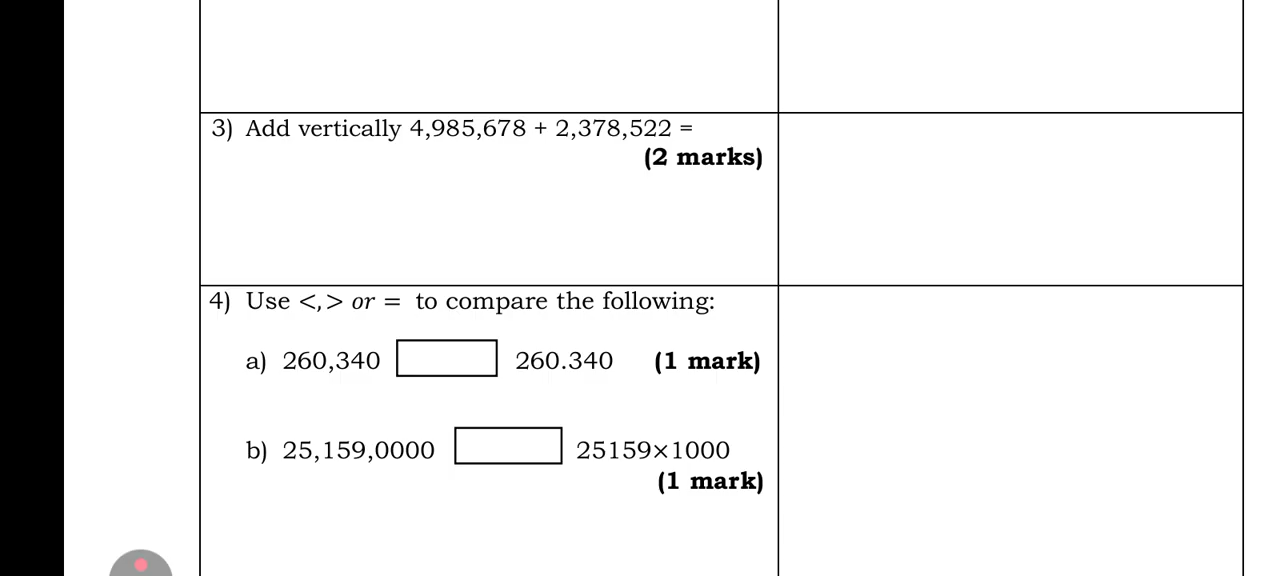 3) Add vertically 4,985,678 + 2,378,522 =
(2 marks)
4) Use <,> or = to compare the following:
a) 260,340 260.340 (1 mark)
b) 25,159,0000 25159×1000
(1 mark)